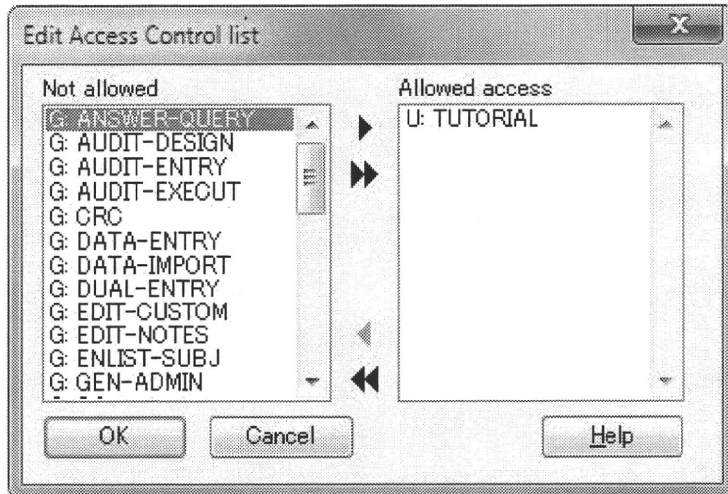 Edit Access Control list
Not allowed
G: ANSWER-QUERY
G: AUDIT-DESIGN
G: AUDIT-ENTRY
G: AUDIT-EXECUT
G: CRC
G: DATA-ENTRY
G: DATA-IMPORT
G: DUAL-ENTRY
G: EDIT-CUSTOM
G: EDIT-NOTES
G: ENLIST-SUBJ
G: GEN-ADMIN
Allowed access
U: TUTORIAL
OK
Cancel
Help